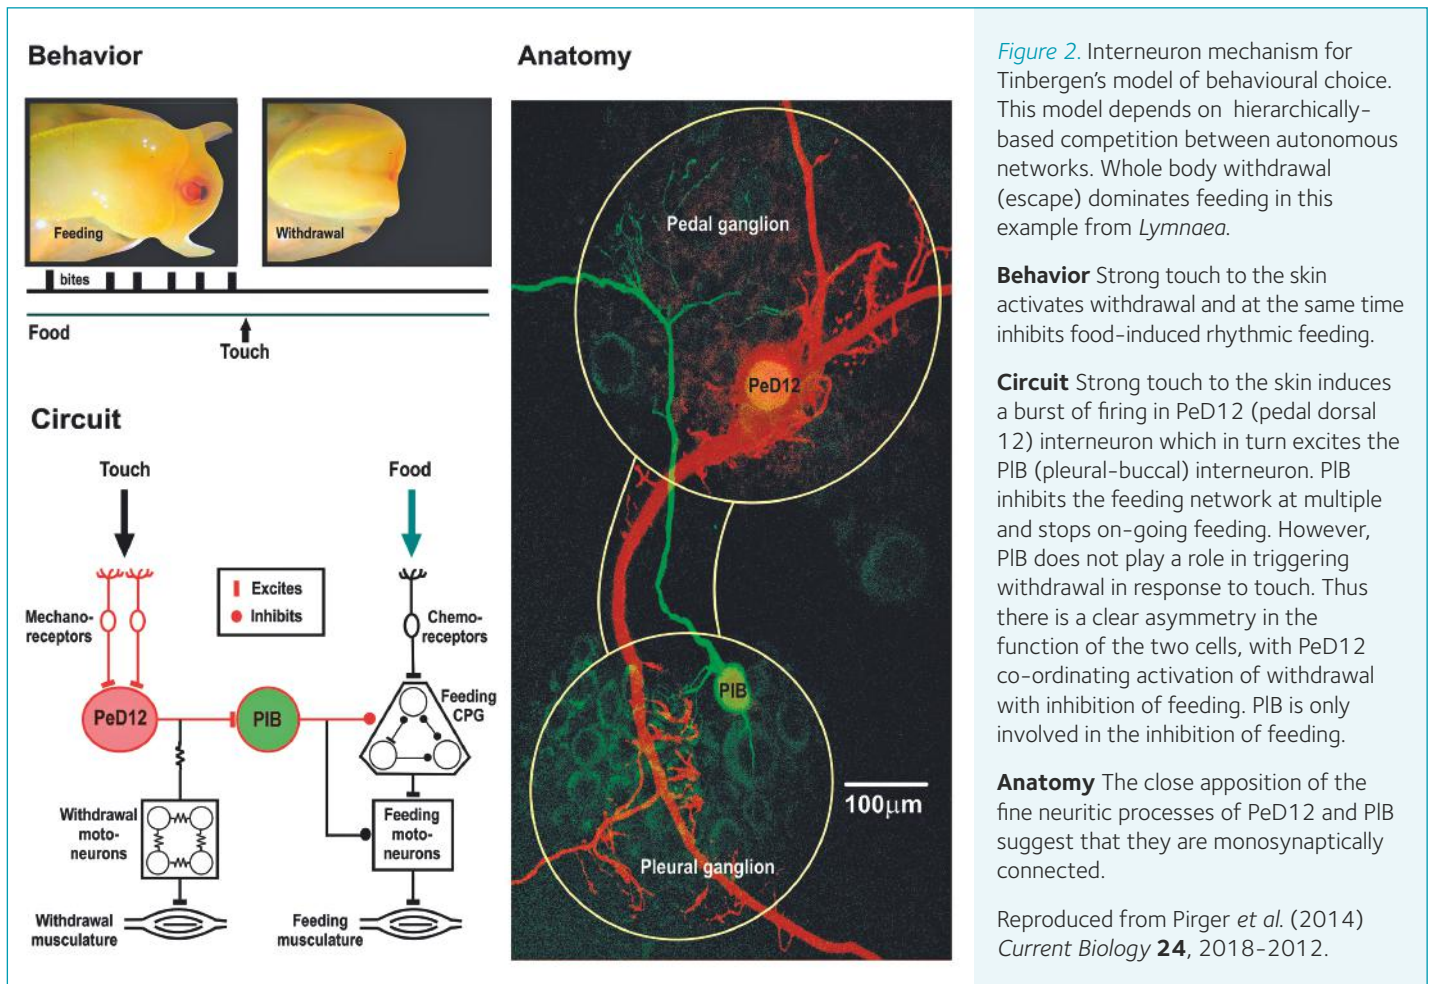 Behavior
Feeding
Withdrawal
bites
Food
Touch
Circuit
Touch
Food
Mechano-
receptors
Excites
Inhibits
Chemo-
receptors
PeD12
PlB
Feeding
CPG
Withdrawal
moto-
neurons
Feeding
moto-
neurons
Withdrawal
musculature
Feeding
musculature
Anatomy
Pedal ganglion
PeD12
PlB
100μm
Pleural ganglion
Figure 2. Interneuron mechanism for
Tinbergen’s model of behavioural choice.
This model depends on hierarchically-
based competition between autonomous
networks. Whole body withdrawal
(escape) dominates feeding in this
example from Lymnaea.
Behavior Strong touch to the skin
activates withdrawal and at the same time
inhibits food-induced rhythmic feeding.
Circuit Strong touch to the skin induces
a burst of firing in PeD12 (pedal dorsal
12) interneuron which in turn excites the
PlB (pleural-buccal) interneuron. PlB
inhibits the feeding network at multiple
and stops on-going feeding. However,
PlB does not play a role in triggering
withdrawal in response to touch. Thus
there is a clear asymmetry in the
function of the two cells, with PeD12
co-ordinating activation of withdrawal
with inhibition of feeding. PlB is only
involved in the inhibition of feeding.
Anatomy The close apposition of the
fine neuritic processes of PeD12 and PlB
suggest that they are monosynaptically
connected.
Reproduced from Pirger et al. (2014)
Current Biology 24, 2018-2012.